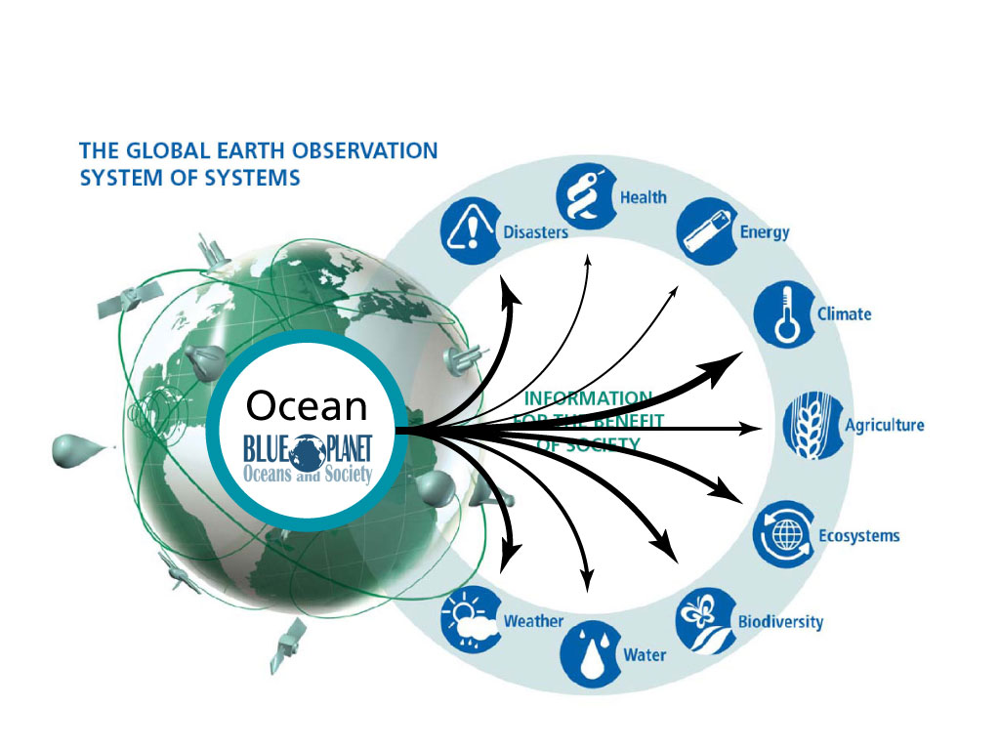 THE GLOBAL EARTH OBSERVATION
SYSTEM OF SYSTEMS
Health
Disasters
Energy
Climate
Ocean
BLUE PLANET
Oceans and Society
INFORMATION
FOR THE BENEFIT
OF SOCIETY
Agriculture
Ecosystems
Weather
Biodiversity
Water